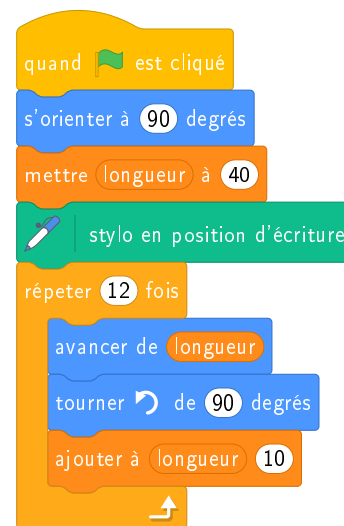 quand est cliqué
s'orienter à 90 degrés
mettre longueur à 40
stylo en position d'écriture
répeter 12 fois
avancer de longueur
tourner de 90 degrés
ajouter à longueur 10